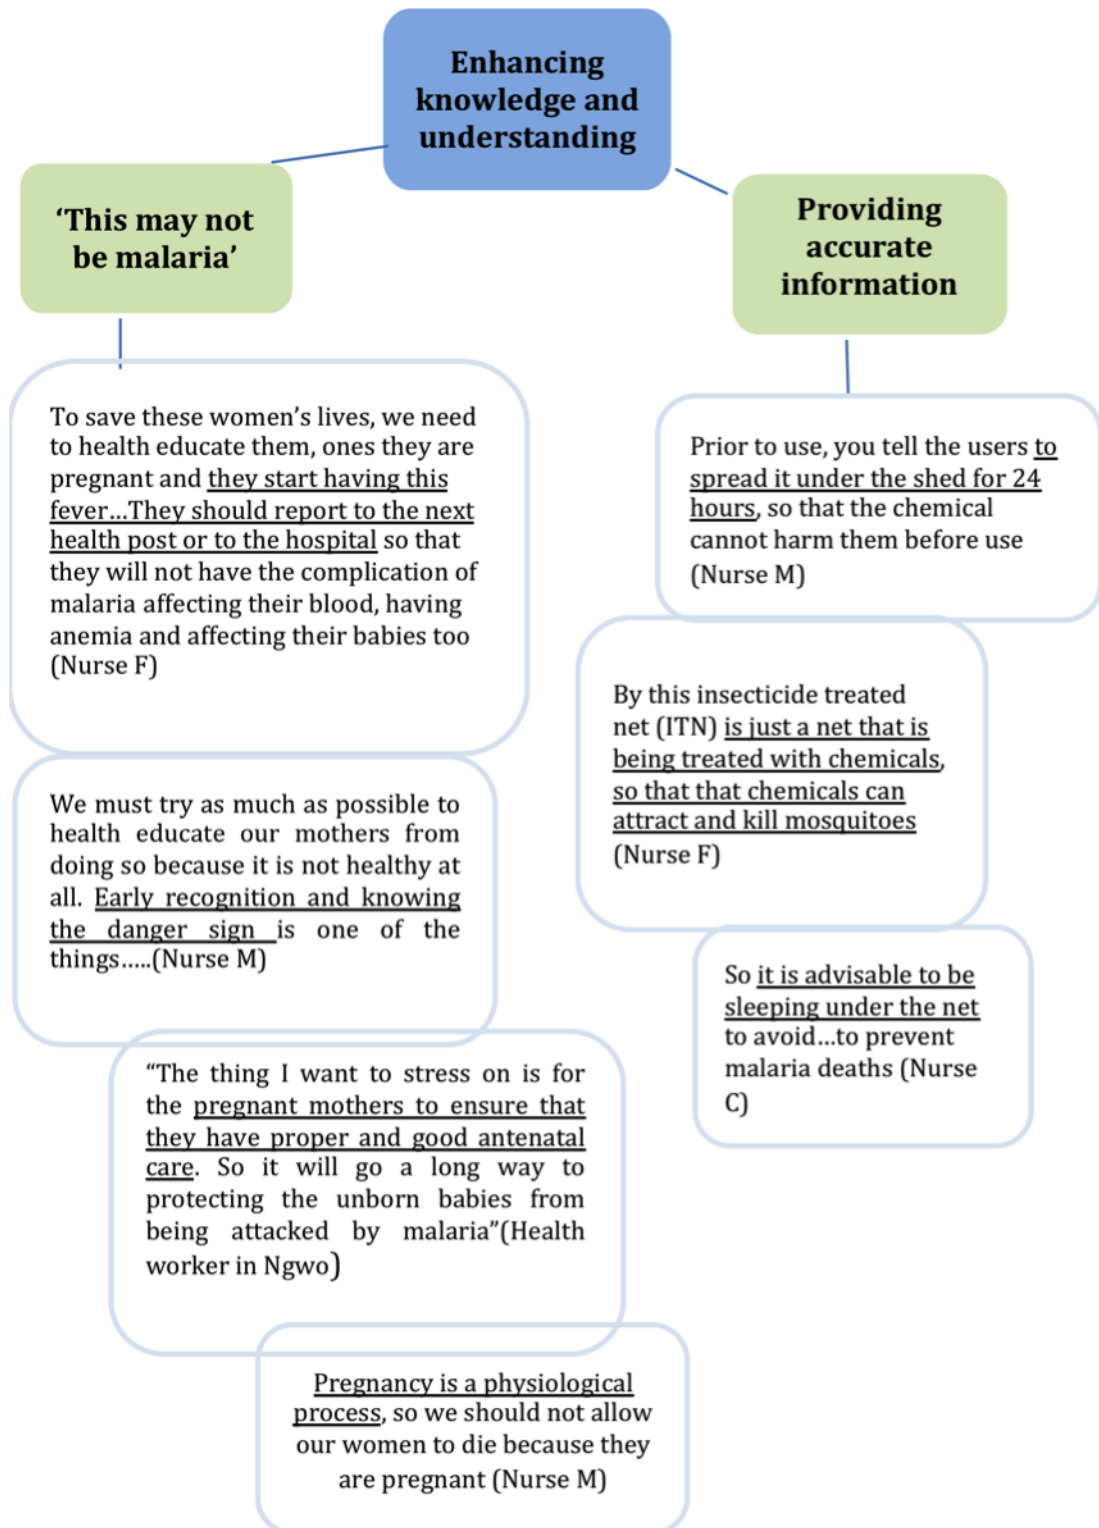 Enhancing
knowledge and
understanding
‘This may not
be malaria’
Providing
accurate
information
To save these women’s lives, we need
to health educate them, ones they are
pregnant and they start having this
fever...They should report to the next
health post or to the hospital so that
they will not have the complication of
malaria affecting their blood, having
anemia and affecting their babies too
(Nurse F)
We must try as much as possible to
health educate our mothers from
doing so because it is not healthy at
all. Early recognition and knowing
the danger sign is one of the
things.....(Nurse M)
“The thing I want to stress on is for
the pregnant mothers to ensure that
they have proper and good antenatal
care. So it will go a long way to
protecting the unborn babies from
being attacked by malaria”(Health
worker in Ngwo)
Pregnancy is a physiological
process, so we should not allow
our women to die because they
are pregnant (Nurse M)
Prior to use, you tell the users to
spread it under the shed for 24
hours, so that the chemical
cannot harm them before use
(Nurse M)
By this insecticide treated
net (ITN) is just a net that is
being treated with chemicals,
so that that chemicals can
attract and kill mosquitoes
(Nurse F)
So it is advisable to be
sleeping under the net
to avoid...to prevent
malaria deaths (Nurse
C)